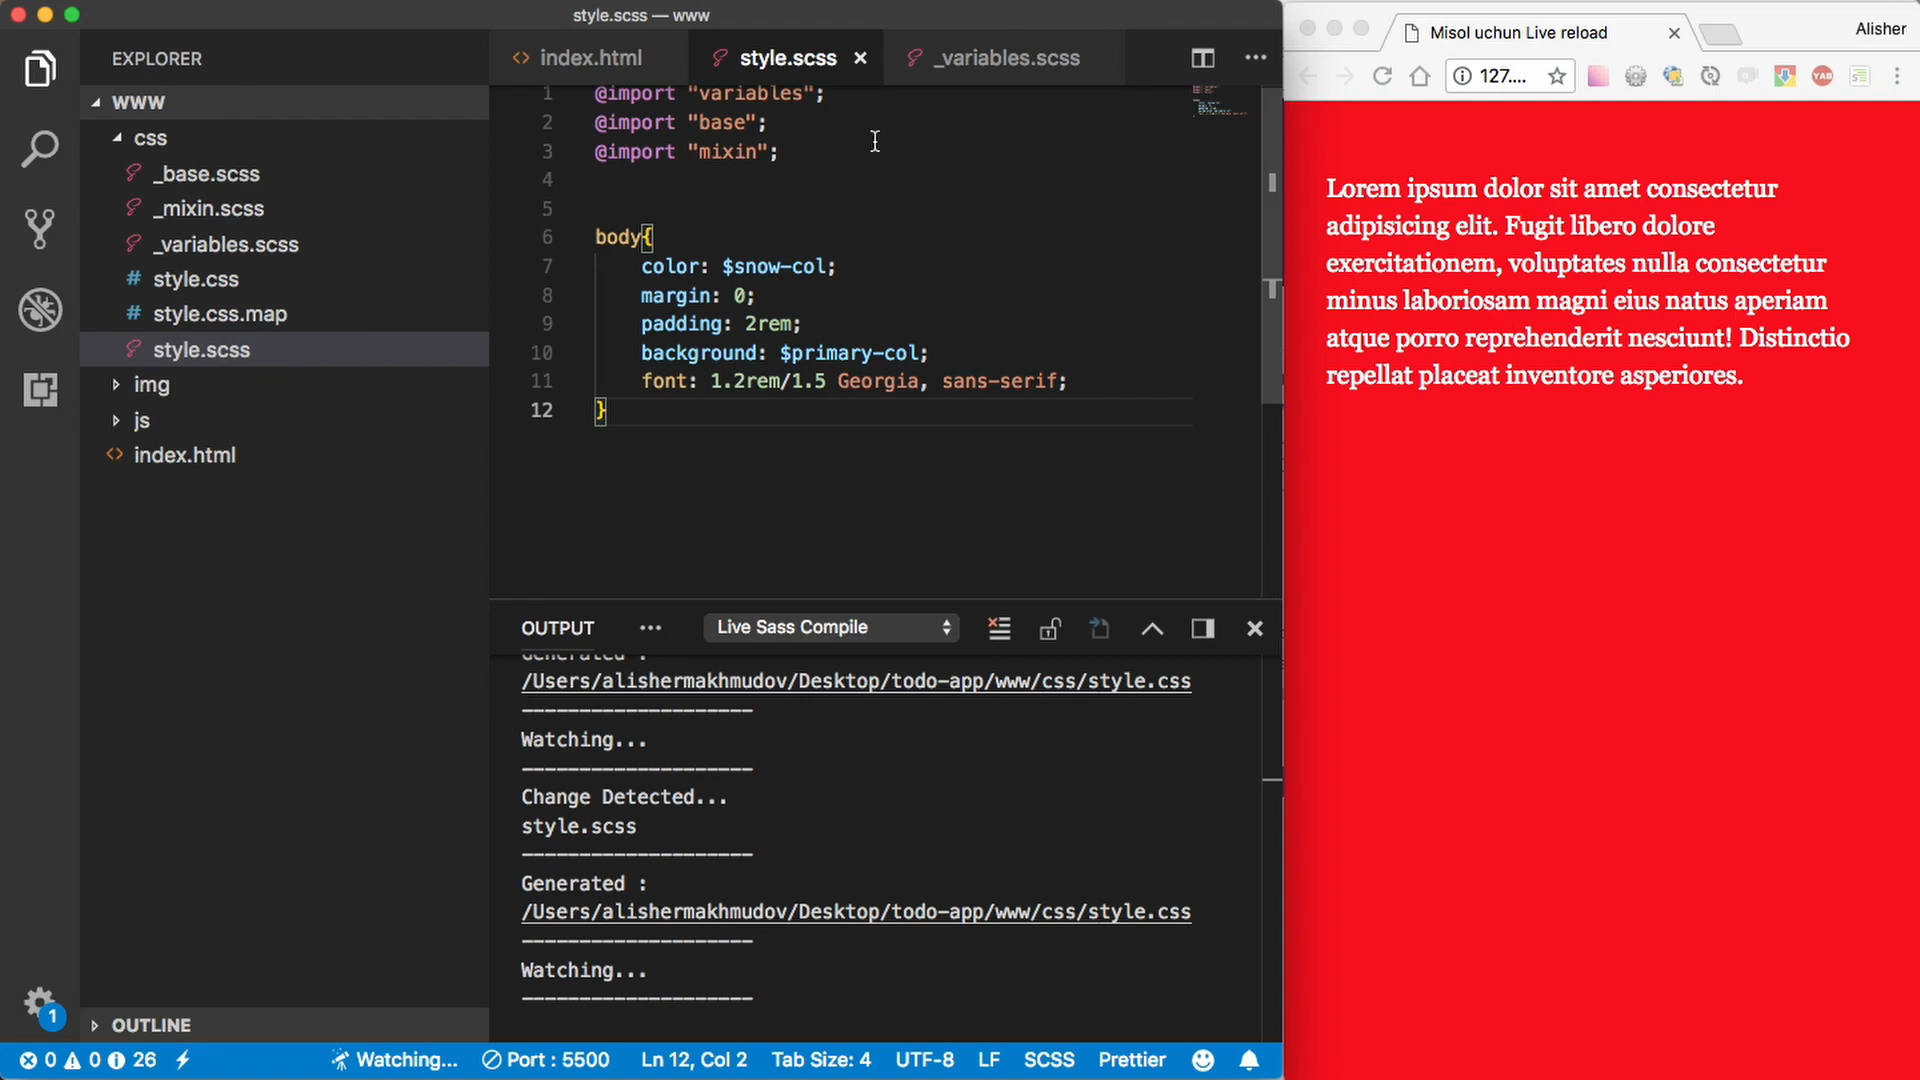 style.scss — www
EXPLORER
WWW
css
_base.scss
_mixin.scss
_variables.scss
# style.css
# style.css.map
style.scss
img
js
<> index.html
OUTLINE
<> index.html
style.scss ×
_variables.scss
1 @import "variables";
2 @import "base";
3 @import "mixin";
4
5
6 body{
7 color: $snow-col;
8 margin: 0;
9 padding: 2rem;
10 background: $primary-col;
11 font: 1.2rem/1.5 Georgia, sans-serif;
12 }
OUTPUT
Live Sass Compile
Generated :
/Users/alishermakhmudov/Desktop/todo-app/www/css/style.css
--------------------
Watching...
--------------------
Change Detected...
style.scss
--------------------
Generated :
/Users/alishermakhmudov/Desktop/todo-app/www/css/style.css
--------------------
Watching...
--------------------
1
0 0 26 Watching... Port : 5500 Ln 12, Col 2 Tab Size: 4 UTF-8 LF SCSS Prettier
Misol uchun Live reload
Alisher
127....
YAB
Lorem ipsum dolor sit amet consectetur
adipisicing elit. Fugit libero dolore
exercitationem, voluptates nulla consectetur
minus laboriosam magni eius natus aperiam
atque porro reprehenderit nesciunt! Distinctio
repellat placeat inventore asperiores.